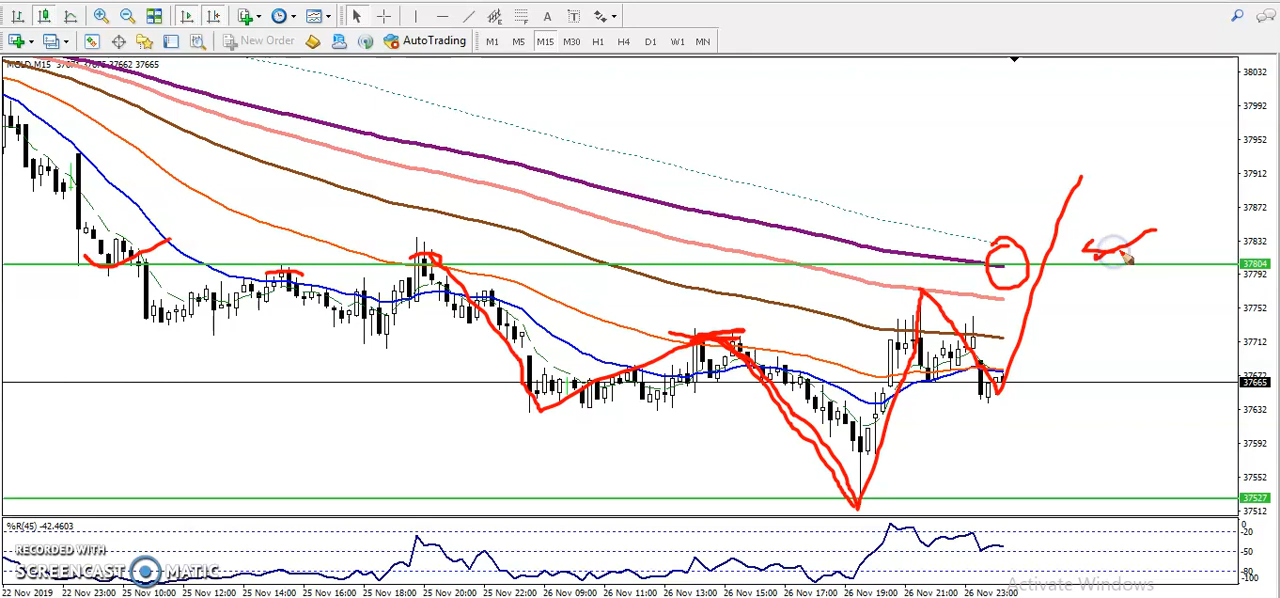 A
T
New Order
AutoTrading
M1 M5 M15 M30 H1 H4 D1 W1 MN
37662 37665
38032
37992
37952
37912
37872
37832
37804
37792
37752
37712
37672
37665
37632
37592
37552
37527
37512
%R(45) -42.4603
0
-20
-50
-80
-100
RECORDED WITH
SCREENCAST MATIC
Activate Windows
22 Nov 2019 22 Nov 23:00 25 Nov 10:00 25 Nov 12:00 25 Nov 14:00 25 Nov 16:00 25 Nov 18:00 25 Nov 20:00 25 Nov 22:00 26 Nov 09:00 26 Nov 11:00 26 Nov 13:00 26 Nov 15:00 26 Nov 17:00 26 Nov 19:00 26 Nov 21:00 26 Nov 23:00